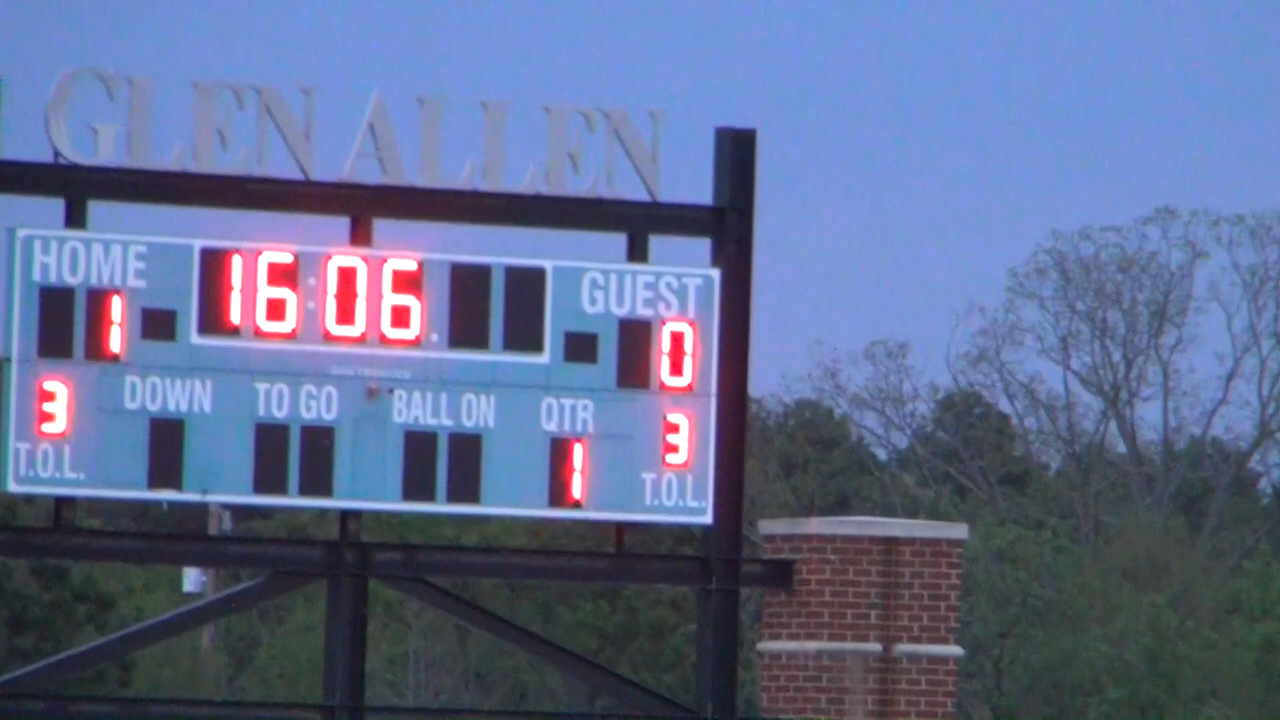 GLEN ALLEN
HOME 16:06 GUEST
1 0
3 DOWN TO GO BALL ON QTR 3
T.O.L. 1 T.O.L.